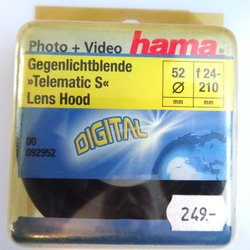 Photo + Video hama®
Gegenlichtblende
»Telematic S«
Lens Hood
52
Ø
mm
f 24-
210
mm
DIGITAL
00
092952
249.-